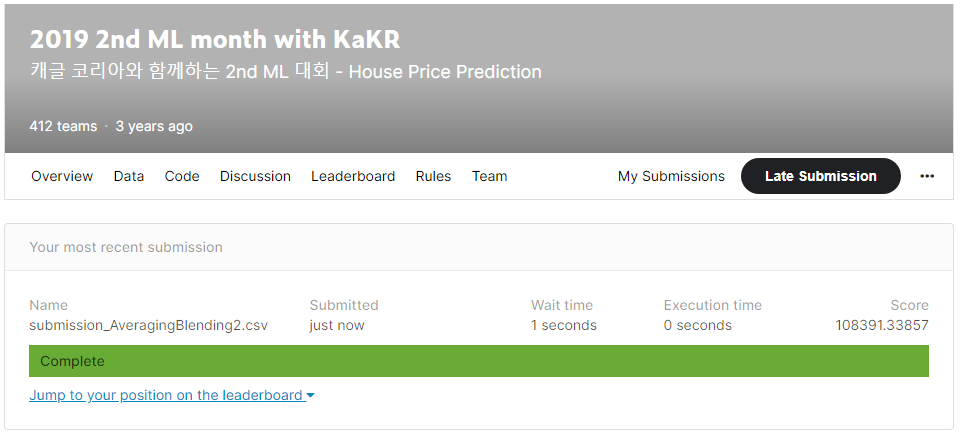 2019 2nd ML month with KaKR
캐글 코리아와 함께하는 2nd ML 대회 - House Price Prediction
412 teams · 3 years ago
Overview Data Code Discussion Leaderboard Rules Team My Submissions Late Submission
Your most recent submission
Name Submitted Wait time Execution time Score
submission_AveragingBlending2.csv just now 1 seconds 0 seconds 108391.33857
Complete
Jump to your position on the leaderboard